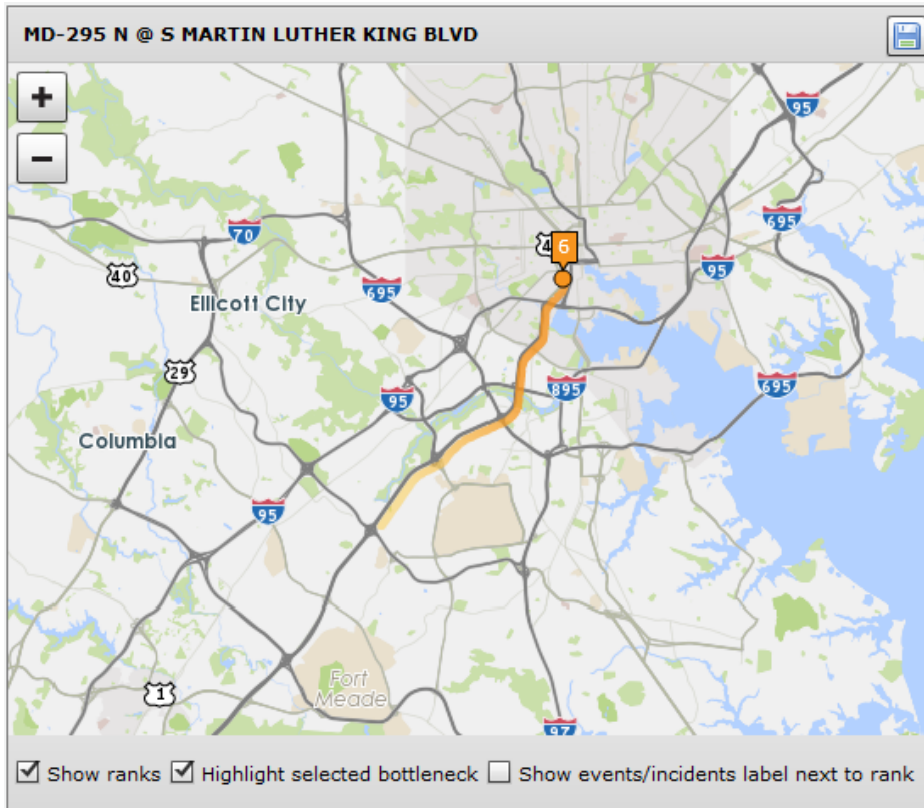 MD-295 N @ S MARTIN LUTHER KING BLVD
+
−
95
695
70
4
6
40
695
95
Ellicott City
29
95
895
695
Columbia
95
Fort
Meade
1
97
Show ranks Highlight selected bottleneck Show events/incidents label next to rank